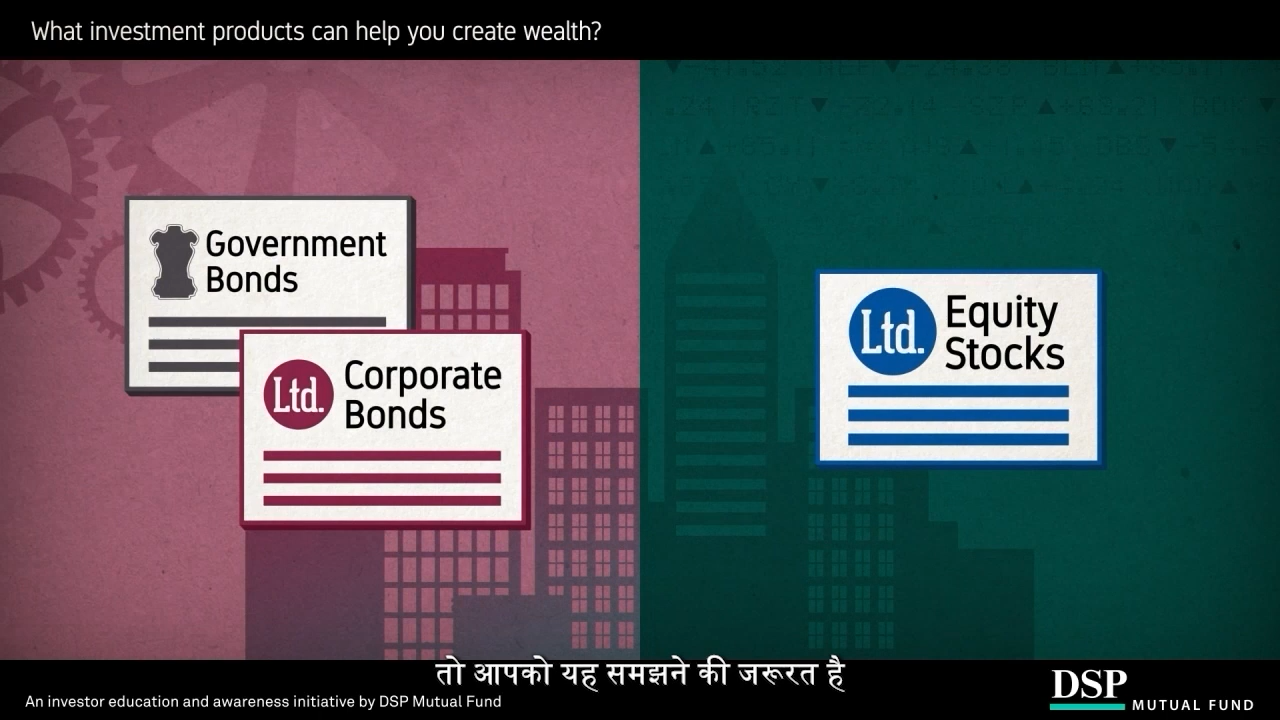 What investment products can help you create wealth?
Government
Bonds
Ltd.
Corporate
Bonds
Ltd.
Equity
Stocks
तो आपको यह समझने की जरूरत है
An investor education and awareness initiative by DSP Mutual Fund
DSP
MUTUAL FUND